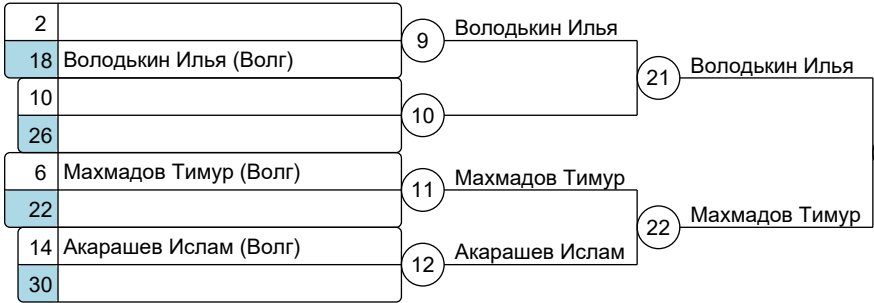 2
9
Володькин Илья
18 Володькин Илья (Волг)
21
Володькин Илья
10
10
26
6 Махмадов Тимур (Волг)
11
Махмадов Тимур
22
22
Махмадов Тимур
14 Акарашев Ислам (Волг)
12
Акарашев Ислам
30